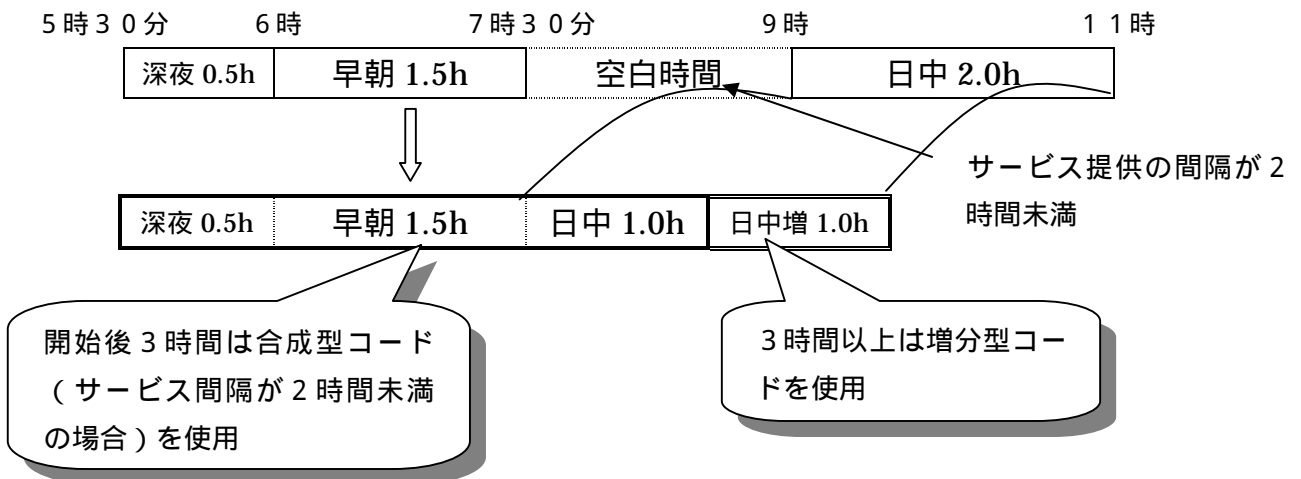 5時30分 6時 7時30分 9時 11時
深夜 0.5h 早朝 1.5h 空白時間 日中 2.0h
サービス提供の間隔が2
時間未満
深夜 0.5h 早朝 1.5h 日中 1.0h 日中増 1.0h
開始後3時間は合成型コード
(サービス間隔が2時間未満
の場合)を使用
3時間以上は増分型コー
ドを使用